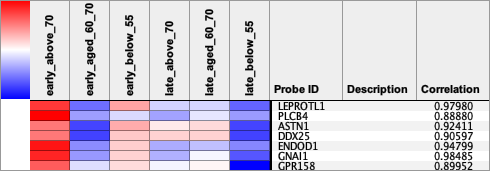 early_above_70
early_aged_60_70
early_below_55
late_above_70
late_aged_60_70
late_below_55
Probe ID Description Correlation
LEPROTL1 0.97980
PLCB4 0.88880
ASTN1 0.92411
DDX25 0.90597
ENDOD1 0.94799
GNAI1 0.98485
GPR158 0.89952